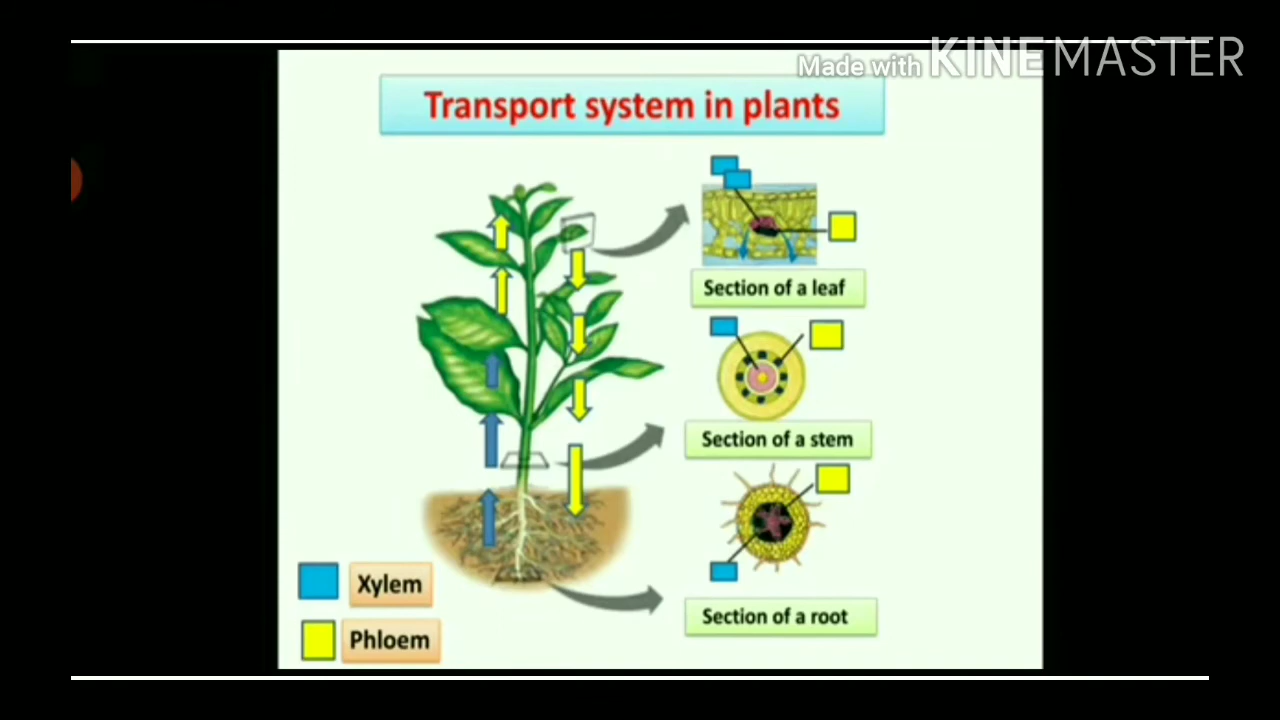 Made with KINEMASTER
Transport system in plants
Section of a leaf
Section of a stem
Section of a root
Xylem
Phloem